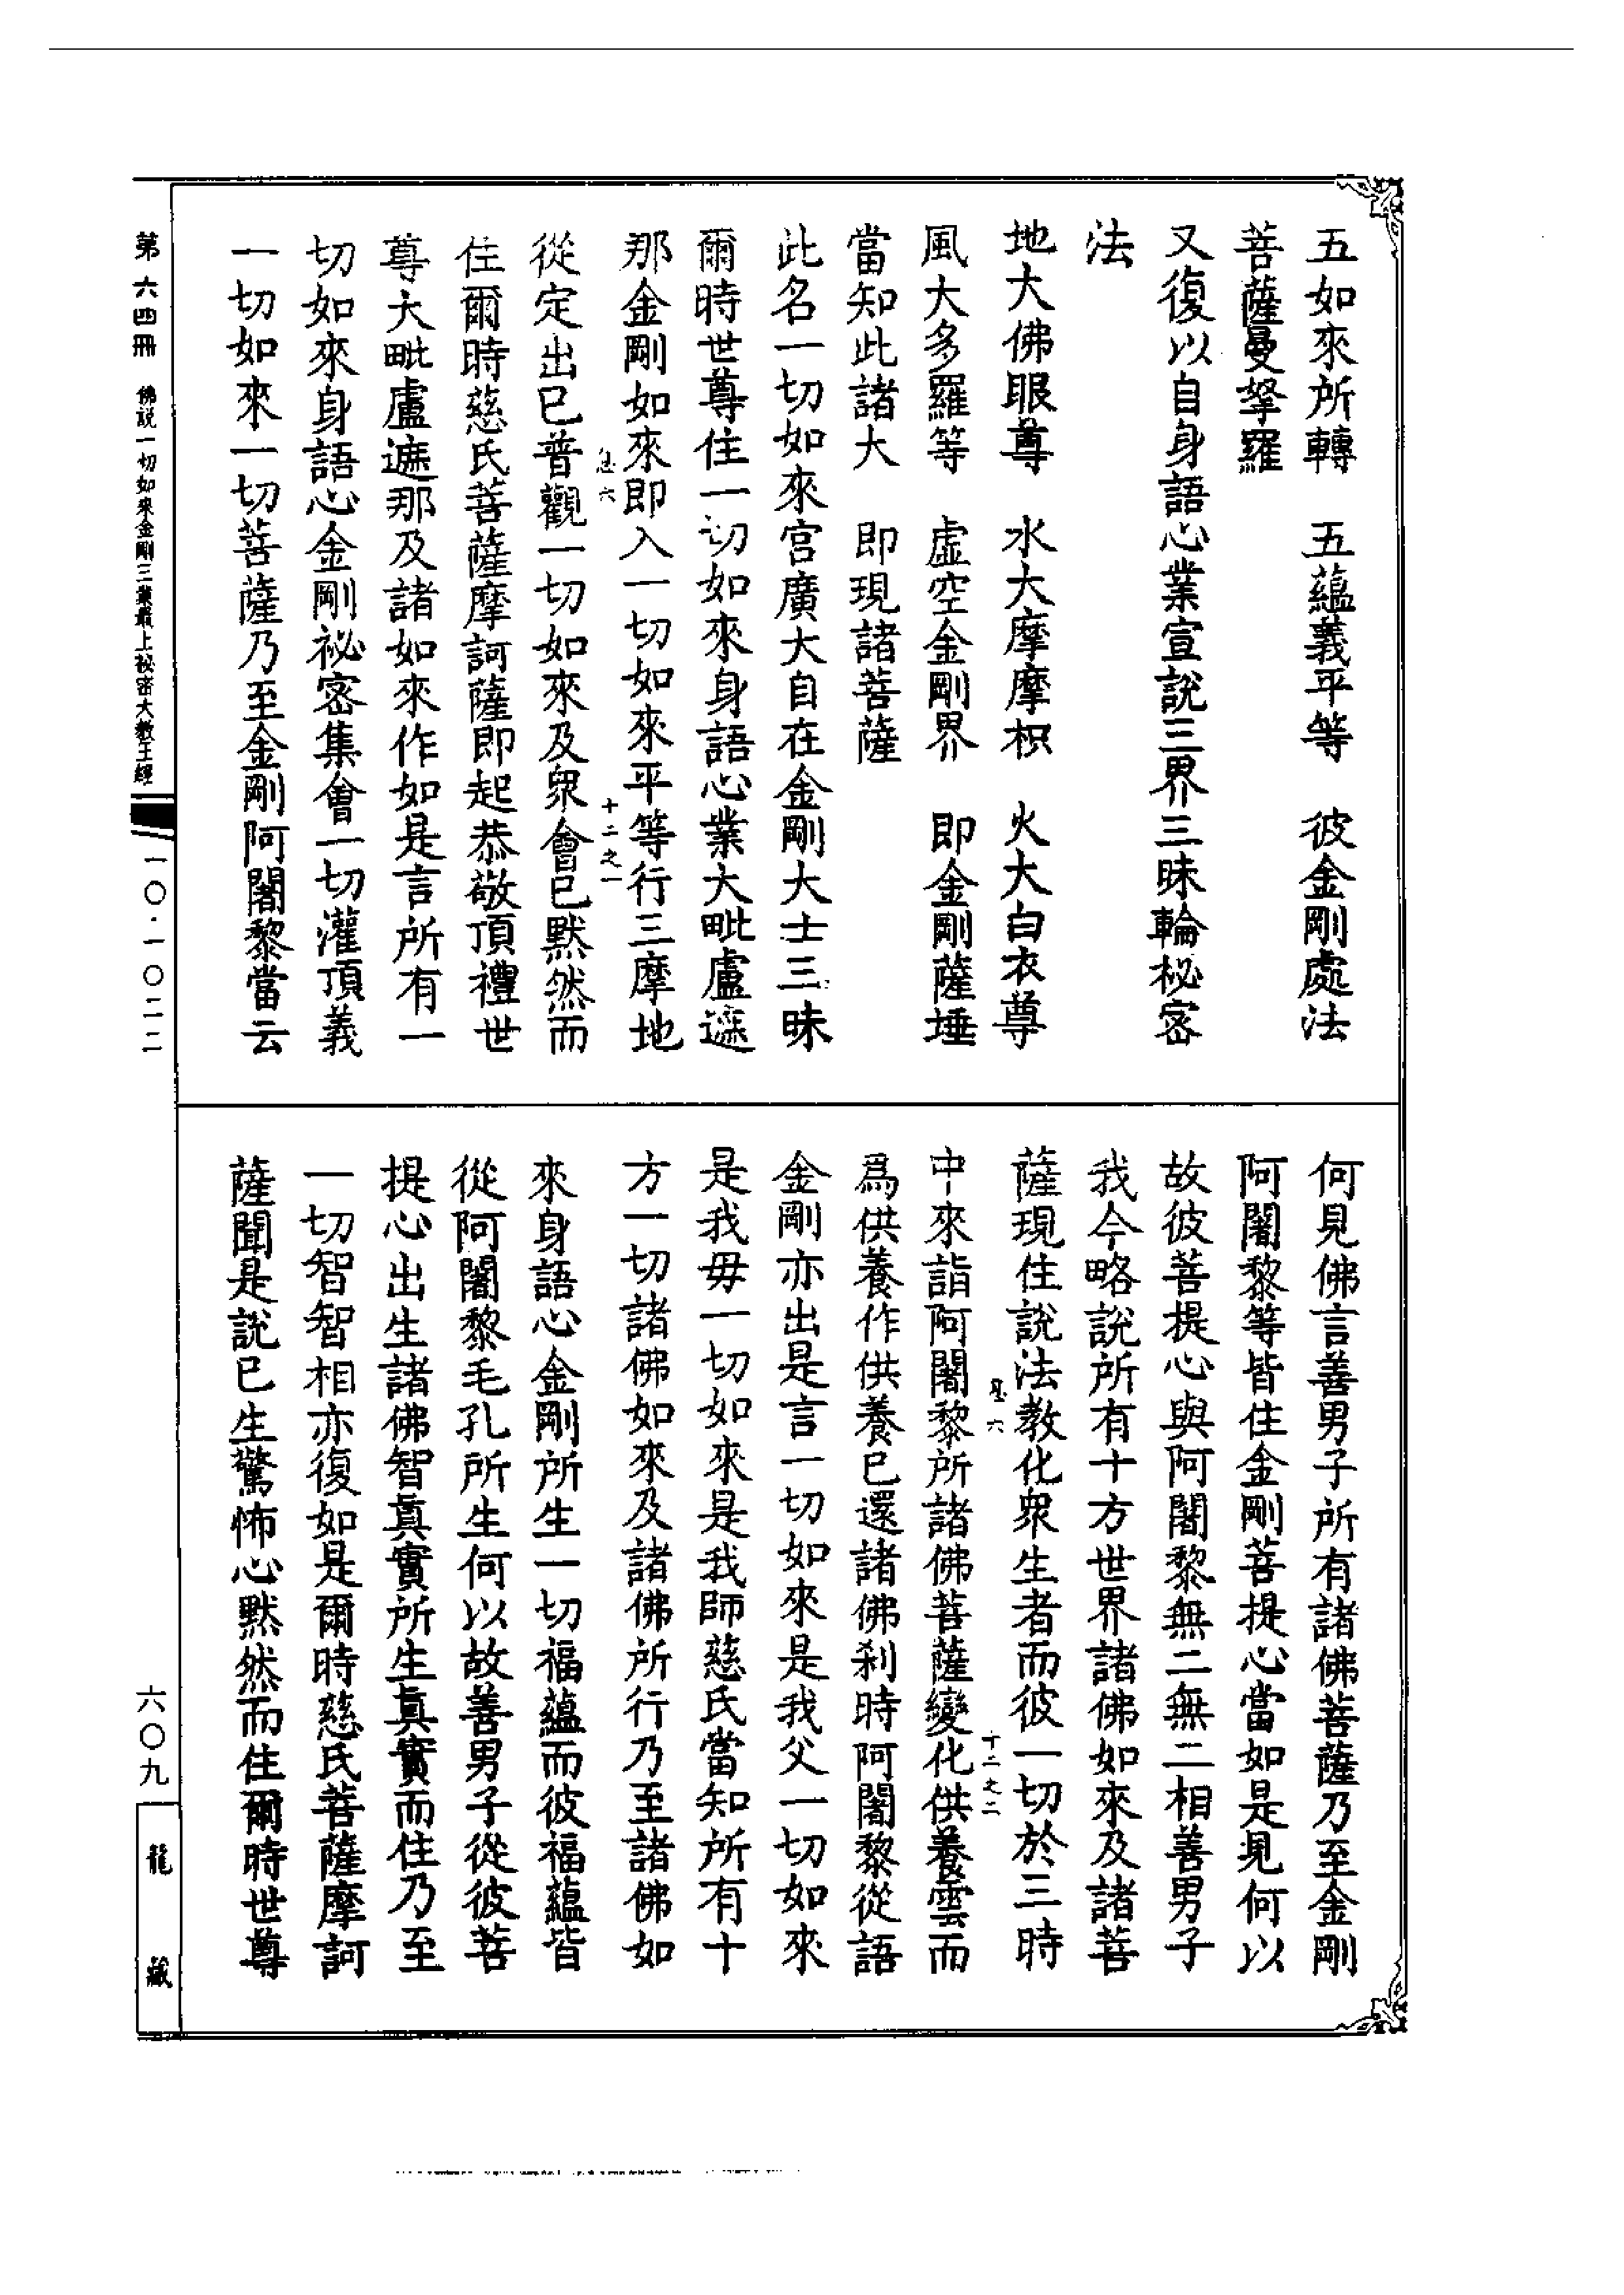 五如來所轉　五蘊義平等　彼金剛處法
菩薩曼拏羅
又復以自身語心業宣說三界三昧輪祕密
法
地大佛眼尊　水大摩摩枳　火大白衣尊
風大多羅等　虛空金剛界　即金剛薩埵
當知此諸大　即現諸菩薩
此名一切如來宫廣大自在金剛大士三昧
爾時世尊住一切如來身語心業大毗盧遮
那金剛如來即入一切如來平等行三摩地
十二之一
從定出已普觀一切如來及衆會已默然而
住爾時慈氏菩薩摩訶薩即起恭敬頂禮世
尊大毗盧遮那及諸如來作如是言所有一
切如來身語心金剛祕密集會一切灌頂義
一切如來一切菩薩乃至金剛阿闍黎當云
第六四冊　佛説一切如來金剛三業最上祕密大教王經
一〇·一〇二二
何見佛言善男子所有諸佛菩薩乃至金剛
阿闍黎等皆住金剛菩提心當如是見何以
故彼菩提心與阿闍黎無二無二相善男子
我今略說所有十方世界諸佛如來及諸菩
薩現住說法教化衆生者而彼一切於三時
十二之二
中來詣阿闍黎所諸佛菩薩變化供養雲而
爲供養作供養已還諸佛刹時阿闍黎從語
金剛亦出是言一切如來是我父一切如來
是我母一切如來是我師慈氏當知所有十
方一切諸佛如來及諸佛所行乃至諸佛如
來身語心金剛所生一切福蘊而彼福蘊皆
從阿闍黎毛孔所生何以故善男子從彼菩
提心出生諸佛智眞實所生眞實而住乃至
一切智智相亦復如是爾時慈氏菩薩摩訶
薩聞是説已生驚怖心默然而住爾時世尊
六〇九
龍藏